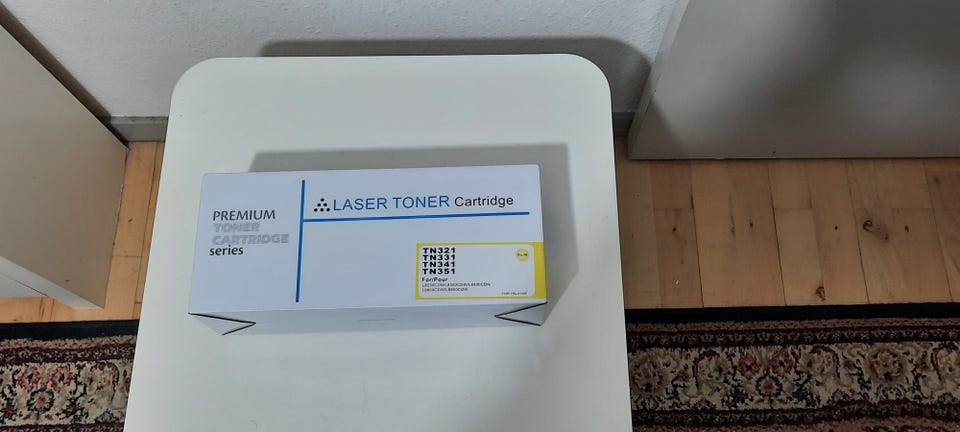 PREMIUM
TONER
CARTRIDGE
series
LASER TONER Cartridge
TN321
TN331
TN341
TN351
For/Pour